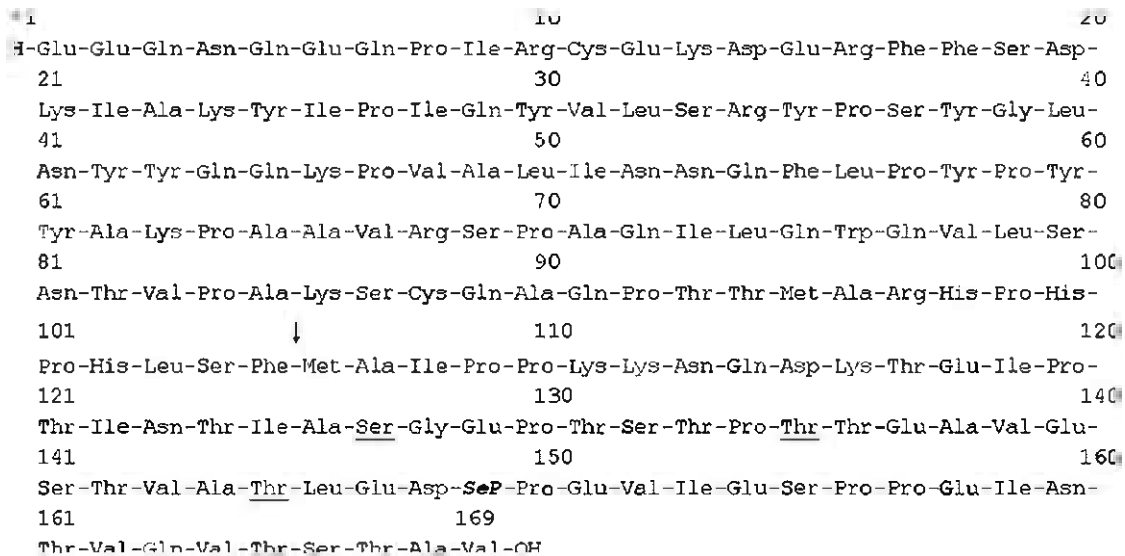 1 10 20
H-Glu-Glu-Gln-Asn-Gln-Glu-Gln-Pro-Ile-Arg-Cys-Glu-Lys-Asp-Glu-Arg-Phe-Phe-Ser-Asp-
21 30 40
Lys-Ile-Ala-Lys-Tyr-Ile-Pro-Ile-Gln-Tyr-Val-Leu-Ser-Arg-Tyr-Pro-Ser-Tyr-Gly-Leu-
41 50 60
Asn-Tyr-Tyr-Gln-Gln-Lys-Pro-Val-Ala-Leu-Ile-Asn-Asn-Gln-Phe-Leu-Pro-Tyr-Pro-Tyr-
61 70 80
Tyr-Ala-Lys-Pro-Ala-Ala-Val-Arg-Ser-Pro-Ala-Gln-Ile-Leu-Gln-Trp-Gln-Val-Leu-Ser-
81 90 100
Asn-Thr-Val-Pro-Ala-Lys-Ser-Cys-Gln-Ala-Gln-Pro-Thr-Thr-Met-Ala-Arg-His-Pro-His-
101 ↓ 110 120
Pro-His-Leu-Ser-Phe-Met-Ala-Ile-Pro-Pro-Lys-Lys-Asn-Gln-Asp-Lys-Thr-Glu-Ile-Pro-
121 130 140
Thr-Ile-Asn-Thr-Ile-Ala-Ser-Gly-Glu-Pro-Thr-Ser-Thr-Pro-Thr-Thr-Glu-Ala-Val-Glu-
141 150 160
Ser-Thr-Val-Ala-Thr-Leu-Glu-Asp-SeP-Pro-Glu-Val-Ile-Glu-Ser-Pro-Pro-Glu-Ile-Asn-
161 169
Thr-Val-Gln-Val-Thr-Ser-Thr-Ala-Val-OH